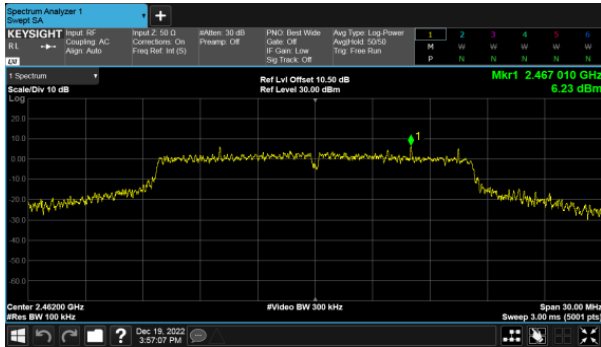 Spectrum Analyzer 1
Swept SA
KEYSIGHT
RL
Input: RF
Coupling: AC
Align: Auto
Input Z: 50 Ω
Corrections: On
Freq Ref: Int (S)
#Atten: 30 dB
Preamp: Off
PNO: Best Wide
Gate: Off
IF Gain: Low
Sig Track: Off
Avg Type: Log-Power
Avg|Hold: 50/50
Trig: Free Run
1 2 3 4 5 6
M W W W W W
P N N N N N
LW
1 Spectrum
Scale/Div 10 dB
Log
Ref Lvl Offset 10.50 dB
Ref Level 30.00 dBm
Mkr1 2.467 010 GHz
6.23 dBm
20.0
10.0
0.00
-10.0
-20.0
-30.0
-40.0
-50.0
-60.0
1
Center 2.46200 GHz
#Res BW 100 kHz
#Video BW 300 kHz
Span 30.00 MHz
Sweep 3.00 ms (5001 pts)
?
Dec 19, 2022
3:57:07 PM